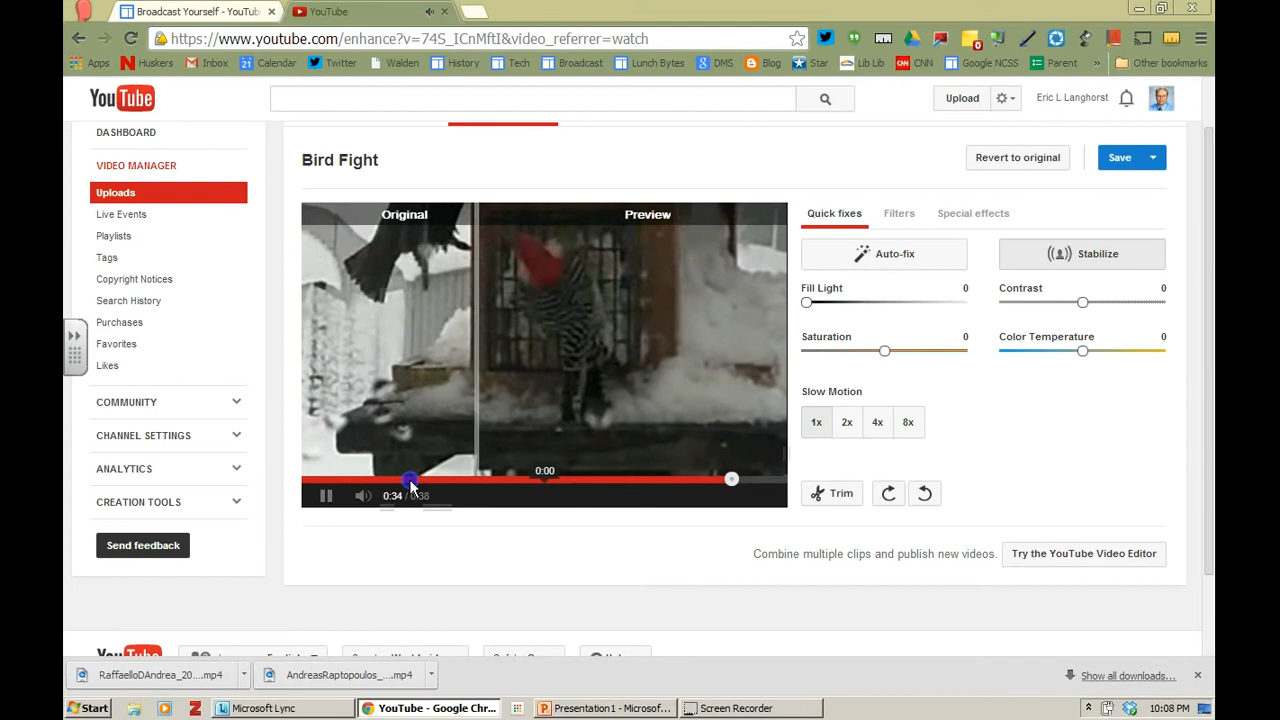 Broadcast Yourself - YouTu
YouTube
https://www.youtube.com/enhance?v=74S_ICnMftI&video_referrer=watch
Apps
Huskers
Inbox
Calendar
Twitter
Walden
History
Tech
Broadcast
Lunch Bytes
DMS
Blog
Star
Lib Lib
CNN
Google NCSS
Parent
»
Other bookmarks
YouTube
Upload
Eric L Langhorst
DASHBOARD
VIDEO MANAGER
Uploads
Live Events
Playlists
Tags
Copyright Notices
Search History
Purchases
Favorites
Likes
COMMUNITY
CHANNEL SETTINGS
ANALYTICS
CREATION TOOLS
Send feedback
Bird Fight
Revert to original
Save
Original
Preview
0:00
0:34 / 0:38
Quick fixes
Filters
Special effects
Auto-fix
Stabilize
Fill Light 0
Contrast 0
Saturation 0
Color Temperature 0
Slow Motion
1x
2x
4x
8x
Trim
Combine multiple clips and publish new videos.
Try the YouTube Video Editor
RaffaelloDAndrea_20....mp4
AndreasRaptopoulos_....mp4
Show all downloads...
Start
Microsoft Lync
YouTube - Google Chr...
Presentation1 - Microsoft...
Screen Recorder
10:08 PM